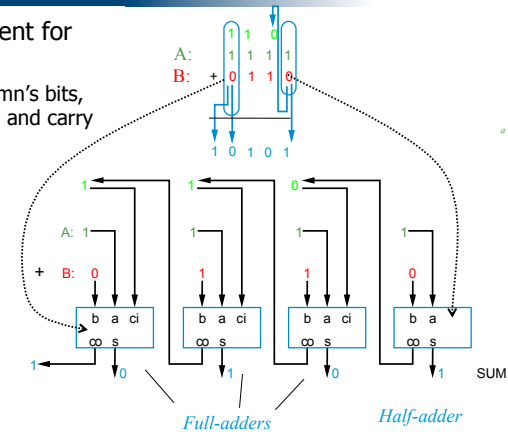 ent for
mn's bits,
and carry
1 1 0
A: 1 1 1 1
B: + 0 1 1 0
1 0 1 0 1
a
1 1 0
A: 1 1 1 1
+ B: 0 1 1 0
b a ci b a ci b a ci b a
co s co s co s co s
1 0 1 0 1 SUM
Full-adders Half-adder